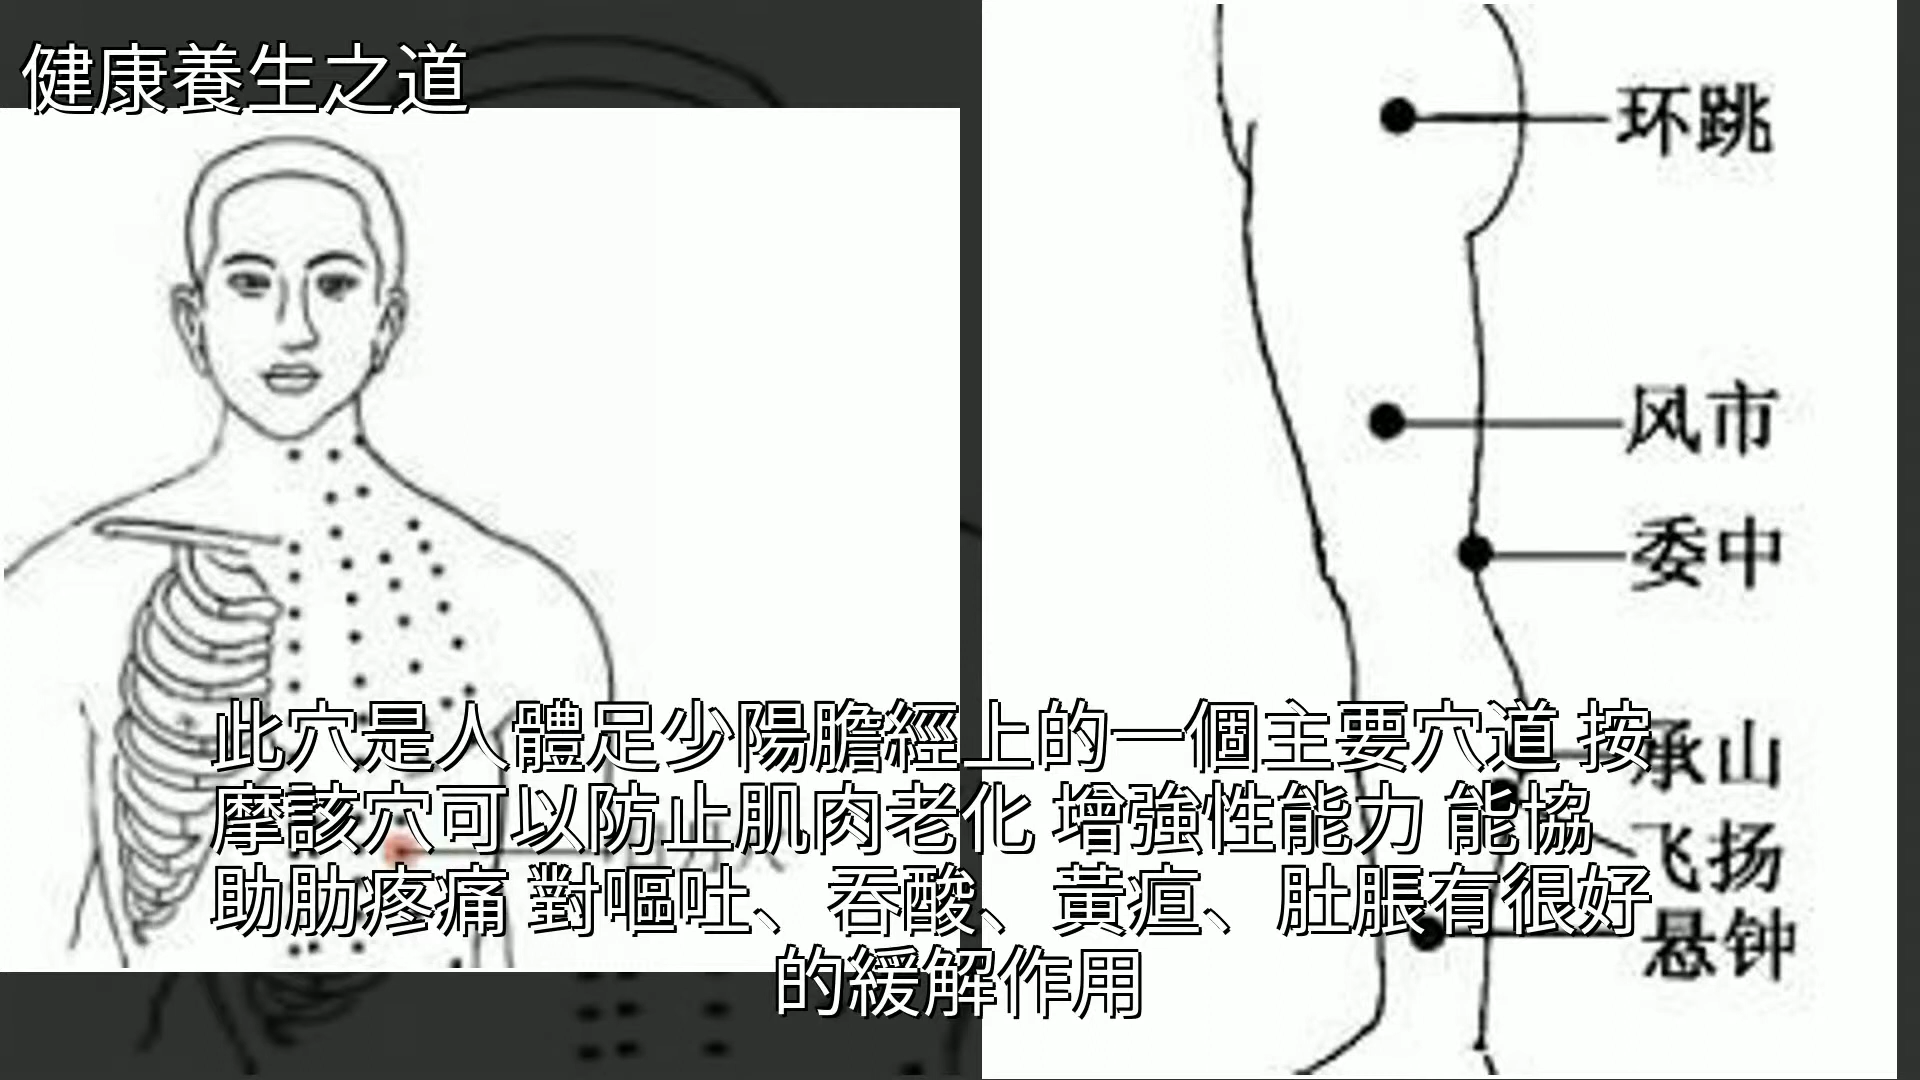 健康養生之道
环跳
风市
委中
承山
飞扬
悬钟
此穴是人體足少陽膽經上的一個主要穴道 按
摩該穴可以防止肌肉老化 增強性能力 能協
助肋疼痛 對嘔吐、吞酸、黃疸、肚脹有很好
的緩解作用